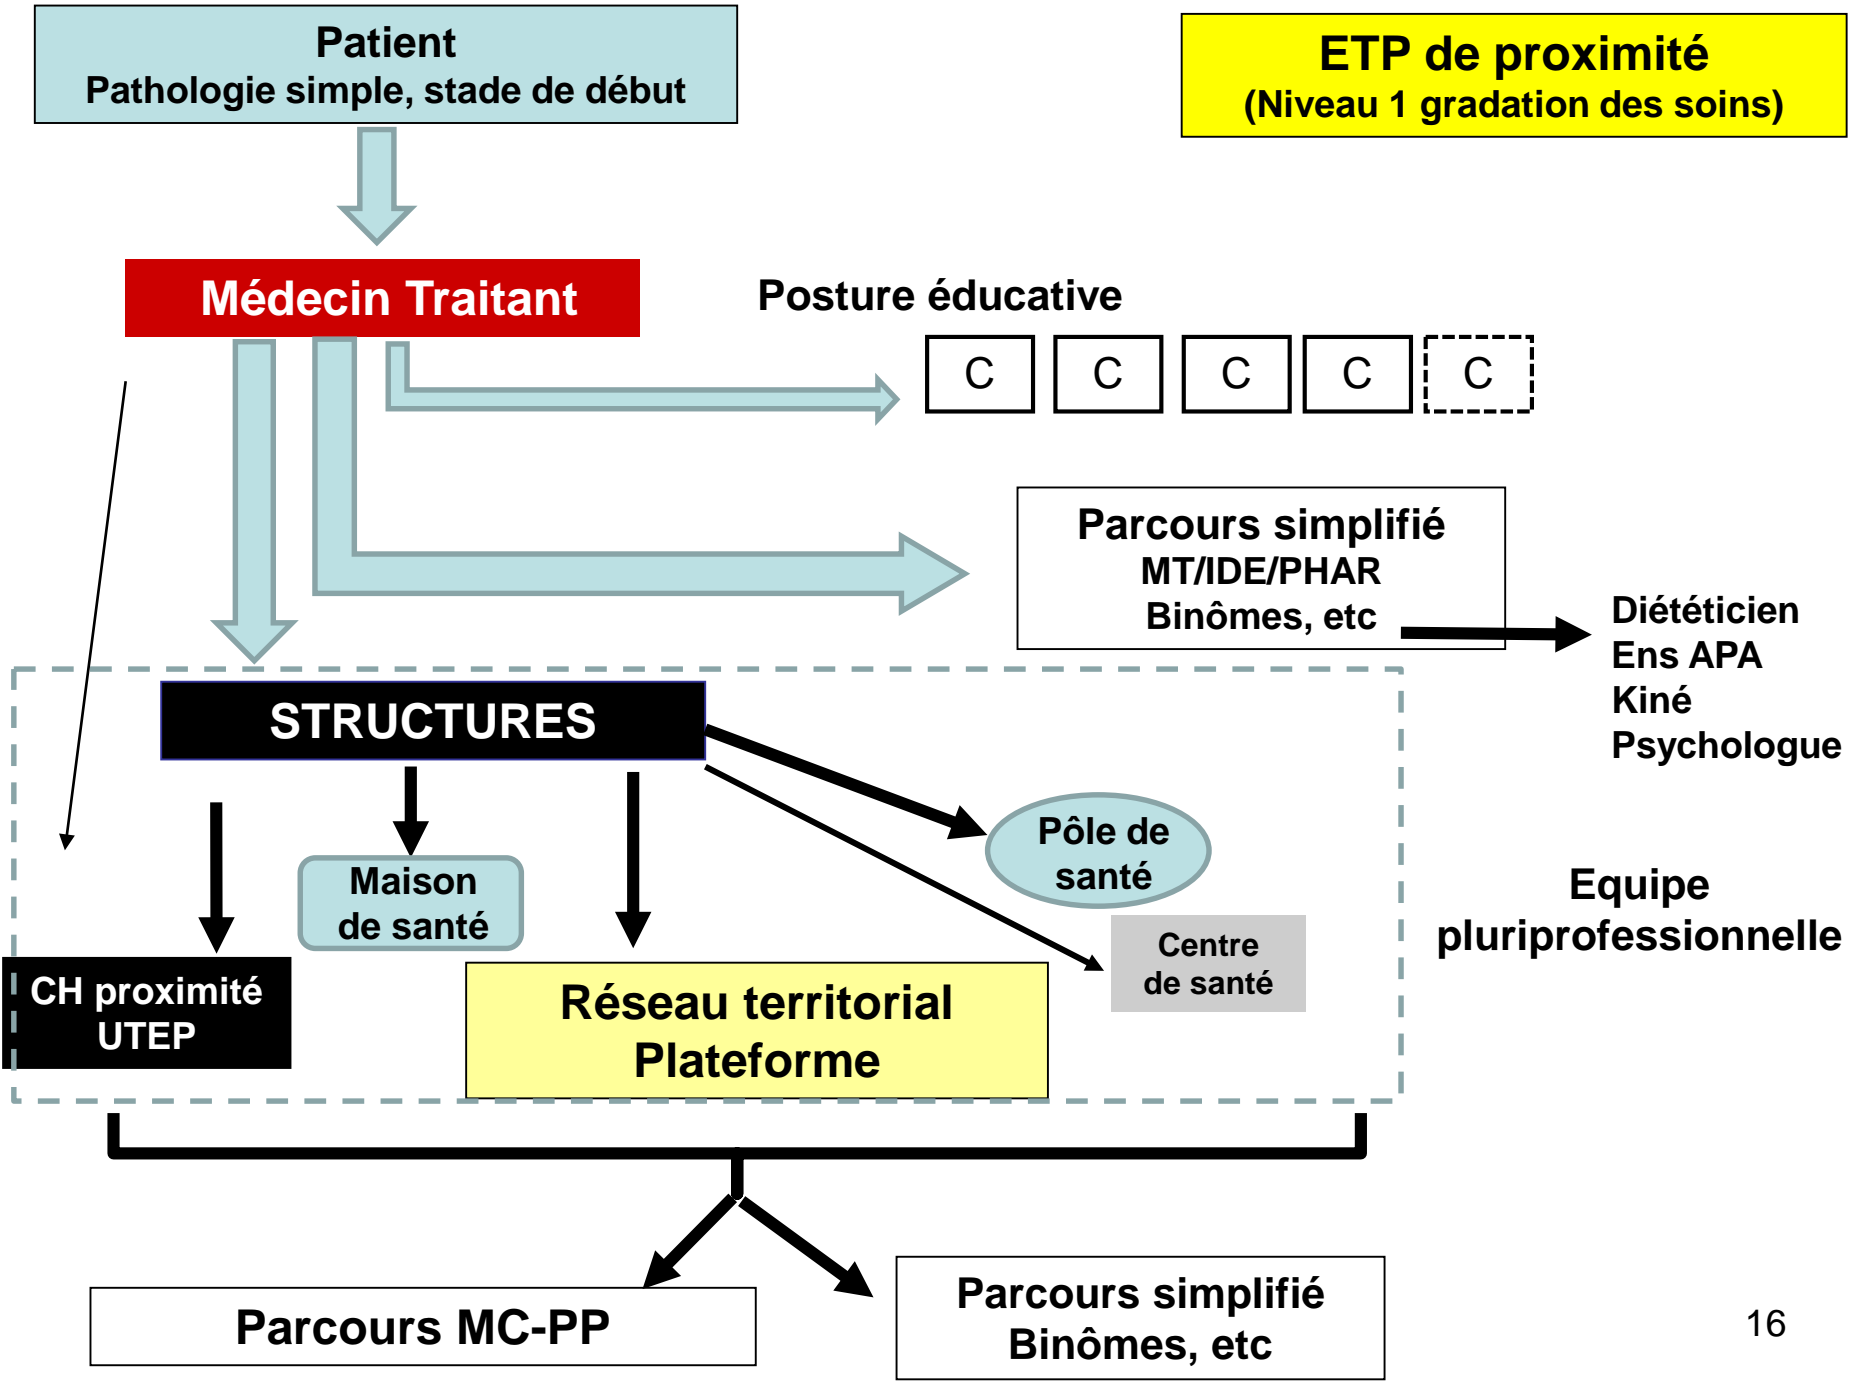 Patient
Pathologie simple, stade de début
ETP de proximité
(Niveau 1 gradation des soins)
Médecin Traitant
Posture éducative
C C C C C
Parcours simplifié
MT/IDE/PHAR
Binômes, etc
Diététicien
Ens APA
Kiné
Psychologue
STRUCTURES
Pôle de
santé
Maison
de santé
Equipe
pluriprofessionnelle
Centre
de santé
CH proximité
UTEP
Réseau territorial
Plateforme
Parcours MC-PP
Parcours simplifié
Binômes, etc
16